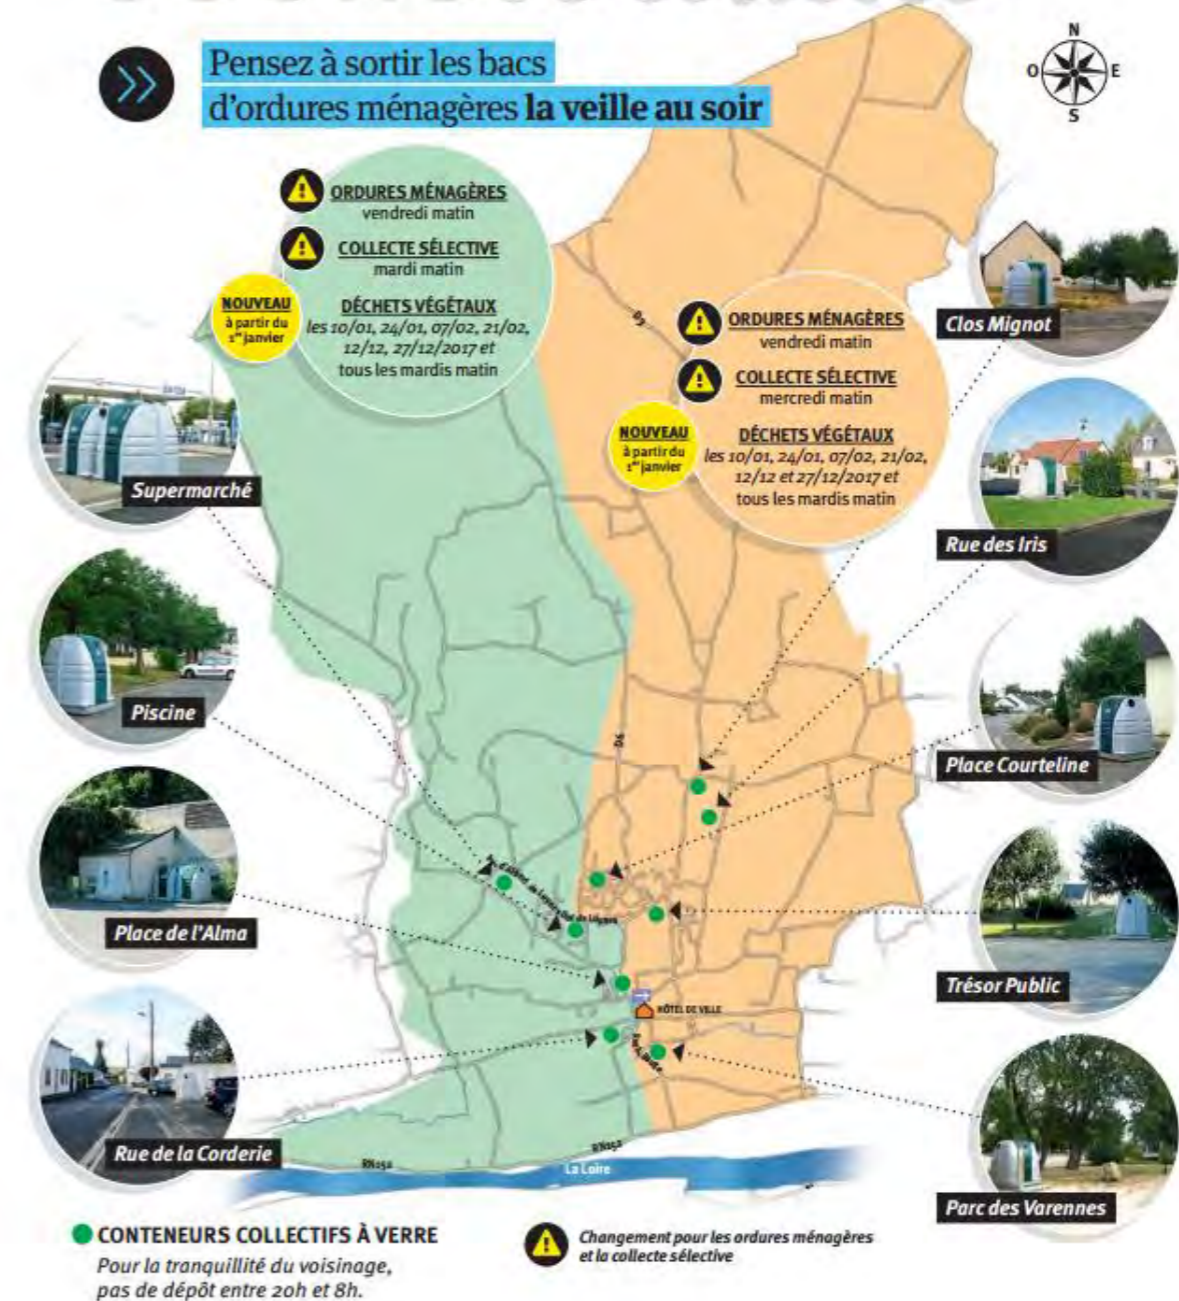 Pensez à sortir les bacs
d'ordures ménagères la veille au soir
N
O
E
S
ORDURES MÉNAGÈRES
vendredi matin
COLLECTE SÉLECTIVE
mardi matin
DÉCHETS VÉGÉTAUX
les 10/01, 24/01, 07/02, 21/02,
12/12, 27/12/2017 et
tous les mardis matin
NOUVEAU
à partir du
1er janvier
ORDURES MÉNAGÈRES
vendredi matin
COLLECTE SÉLECTIVE
mercredi matin
DÉCHETS VÉGÉTAUX
les 10/01, 24/01, 07/02, 21/02,
12/12 et 27/12/2017 et
tous les mardis matin
NOUVEAU
à partir du
1er janvier
Supermarché
Piscine
Place de l'Alma
Rue de la Corderie
Clos Mignot
Rue des Iris
Place Courteline
Trésor Public
Parc des Varennes
HÔTEL DE VILLE
RN152
RN152
La Loire
CONTENEURS COLLECTIFS À VERRE
Pour la tranquillité du voisinage,
pas de dépôt entre 20h et 8h.
Changement pour les ordures ménagères
et la collecte sélective